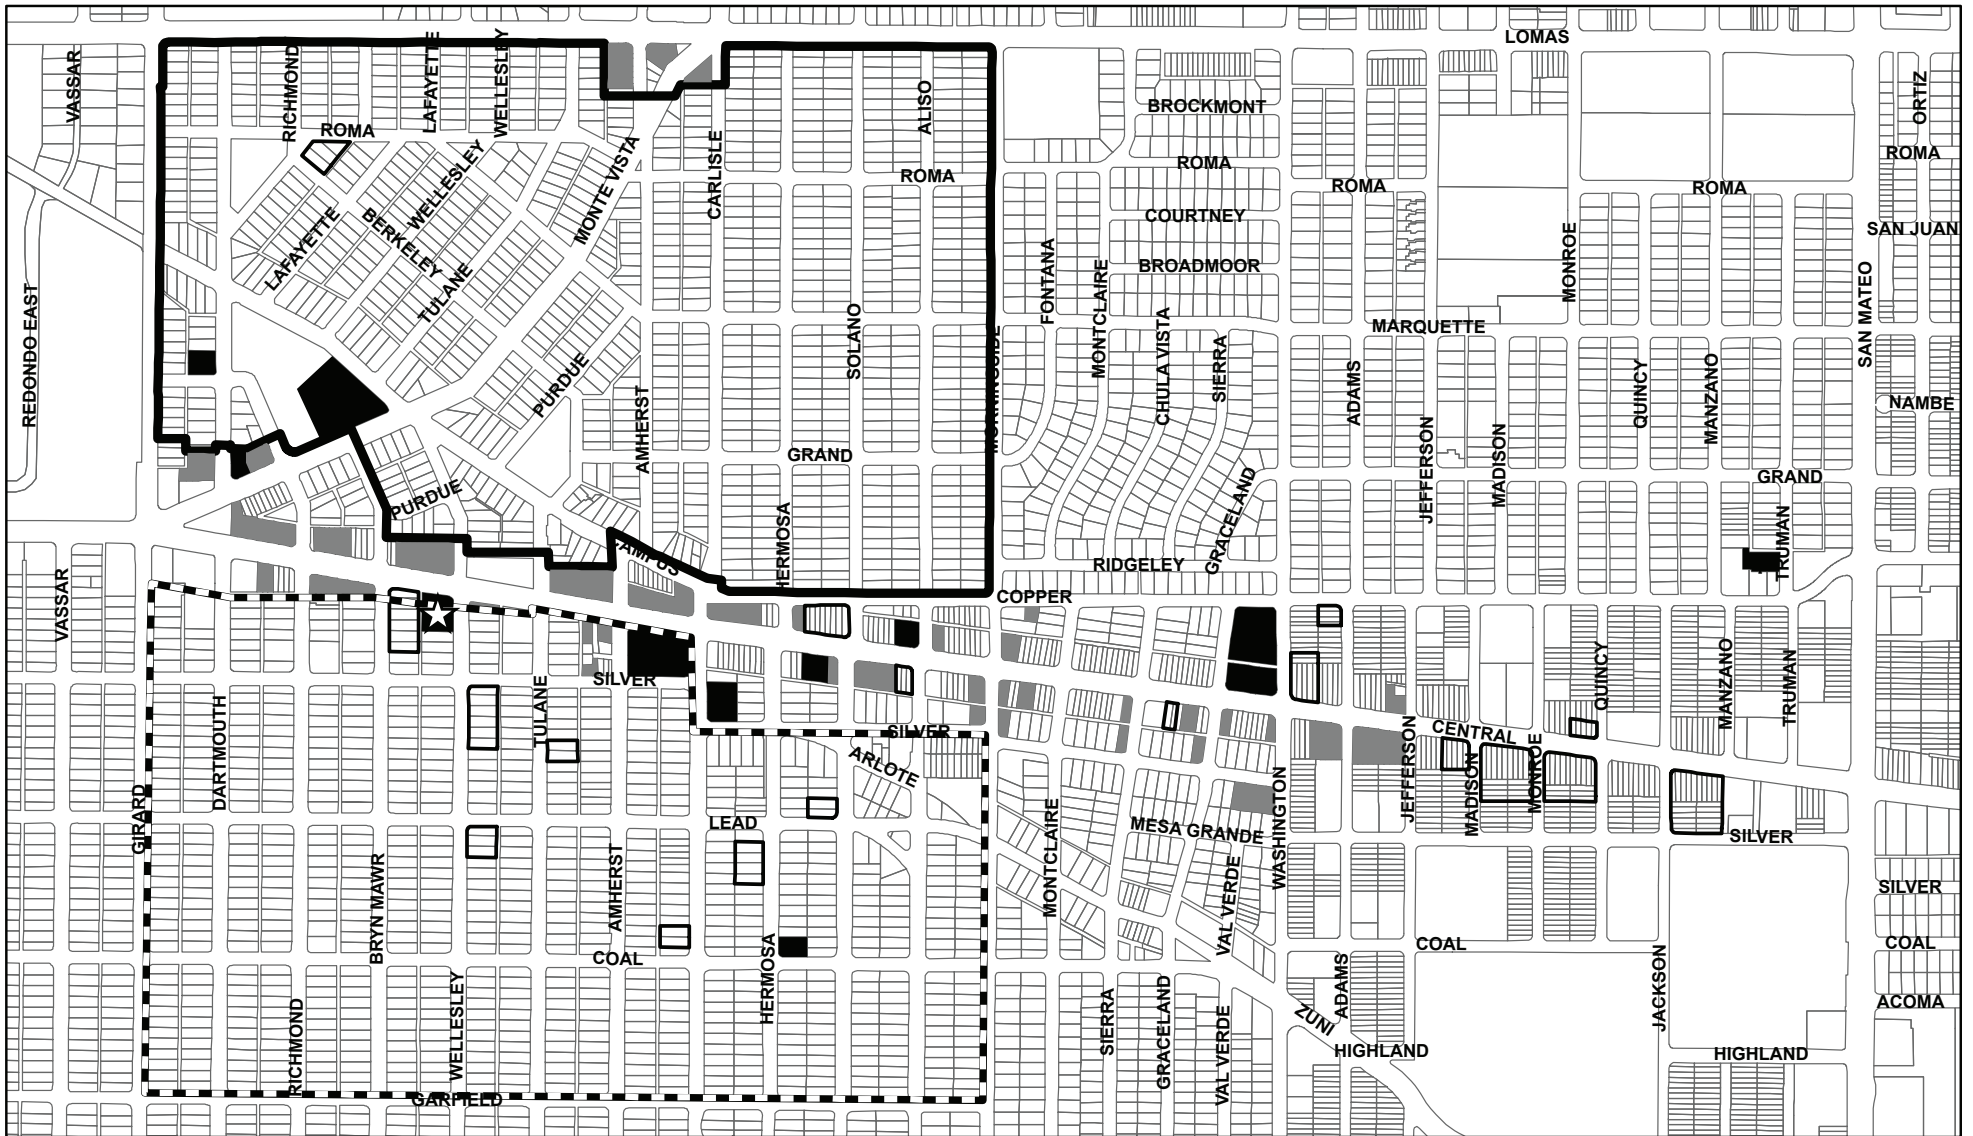 LOMAS
VASSAR
RICHMOND
LAFAYETTE
WELLESLEY
ALISO
ORTIZ
BROCKMONT
ROMA
MONTE VISTA
CARLISLE
ROMA
ROMA
ROMA
ROMA
ROMA
WELLESLEY
LAFAYETTE
BERKELEY
COURTNEY
SAN JUAN
TULANE
FONTANA
MONTCLAIRE
BROADMOOR
MONROE
REDONDO EAST
SOLANO
MORNINGSIDE
CHULA VISTA
SIERRA
MARQUETTE
SAN MATEO
PURDUE
AMHERST
ADAMS
QUINCY
MANZANO
NAMBE
GRAND
JEFFERSON
MADISON
GRAND
PURDUE
HERMOSA
GRACELAND
TRUMAN
CAMPUS
RIDGELEY
COPPER
VASSAR
SILVER
TULANE
DARTMOUTH
QUINCY
MANZANO
TRUMAN
SILVER
ARLOTE
CENTRAL
JEFFERSON
MADISON
MONROE
GIRARD
LEAD
MONTCLAIRE
MESA GRANDE
WASHINGTON
SILVER
BRYN MAWR
AMHERST
VAL VERDE
SILVER
COAL
HERMOSA
COAL
COAL
JACKSON
RICHMOND
WELLESLEY
SIERRA
GRACELAND
VAL VERDE
ADAMS
ZUNI
ACOMA
HIGHLAND
HIGHLAND
GARFIELD